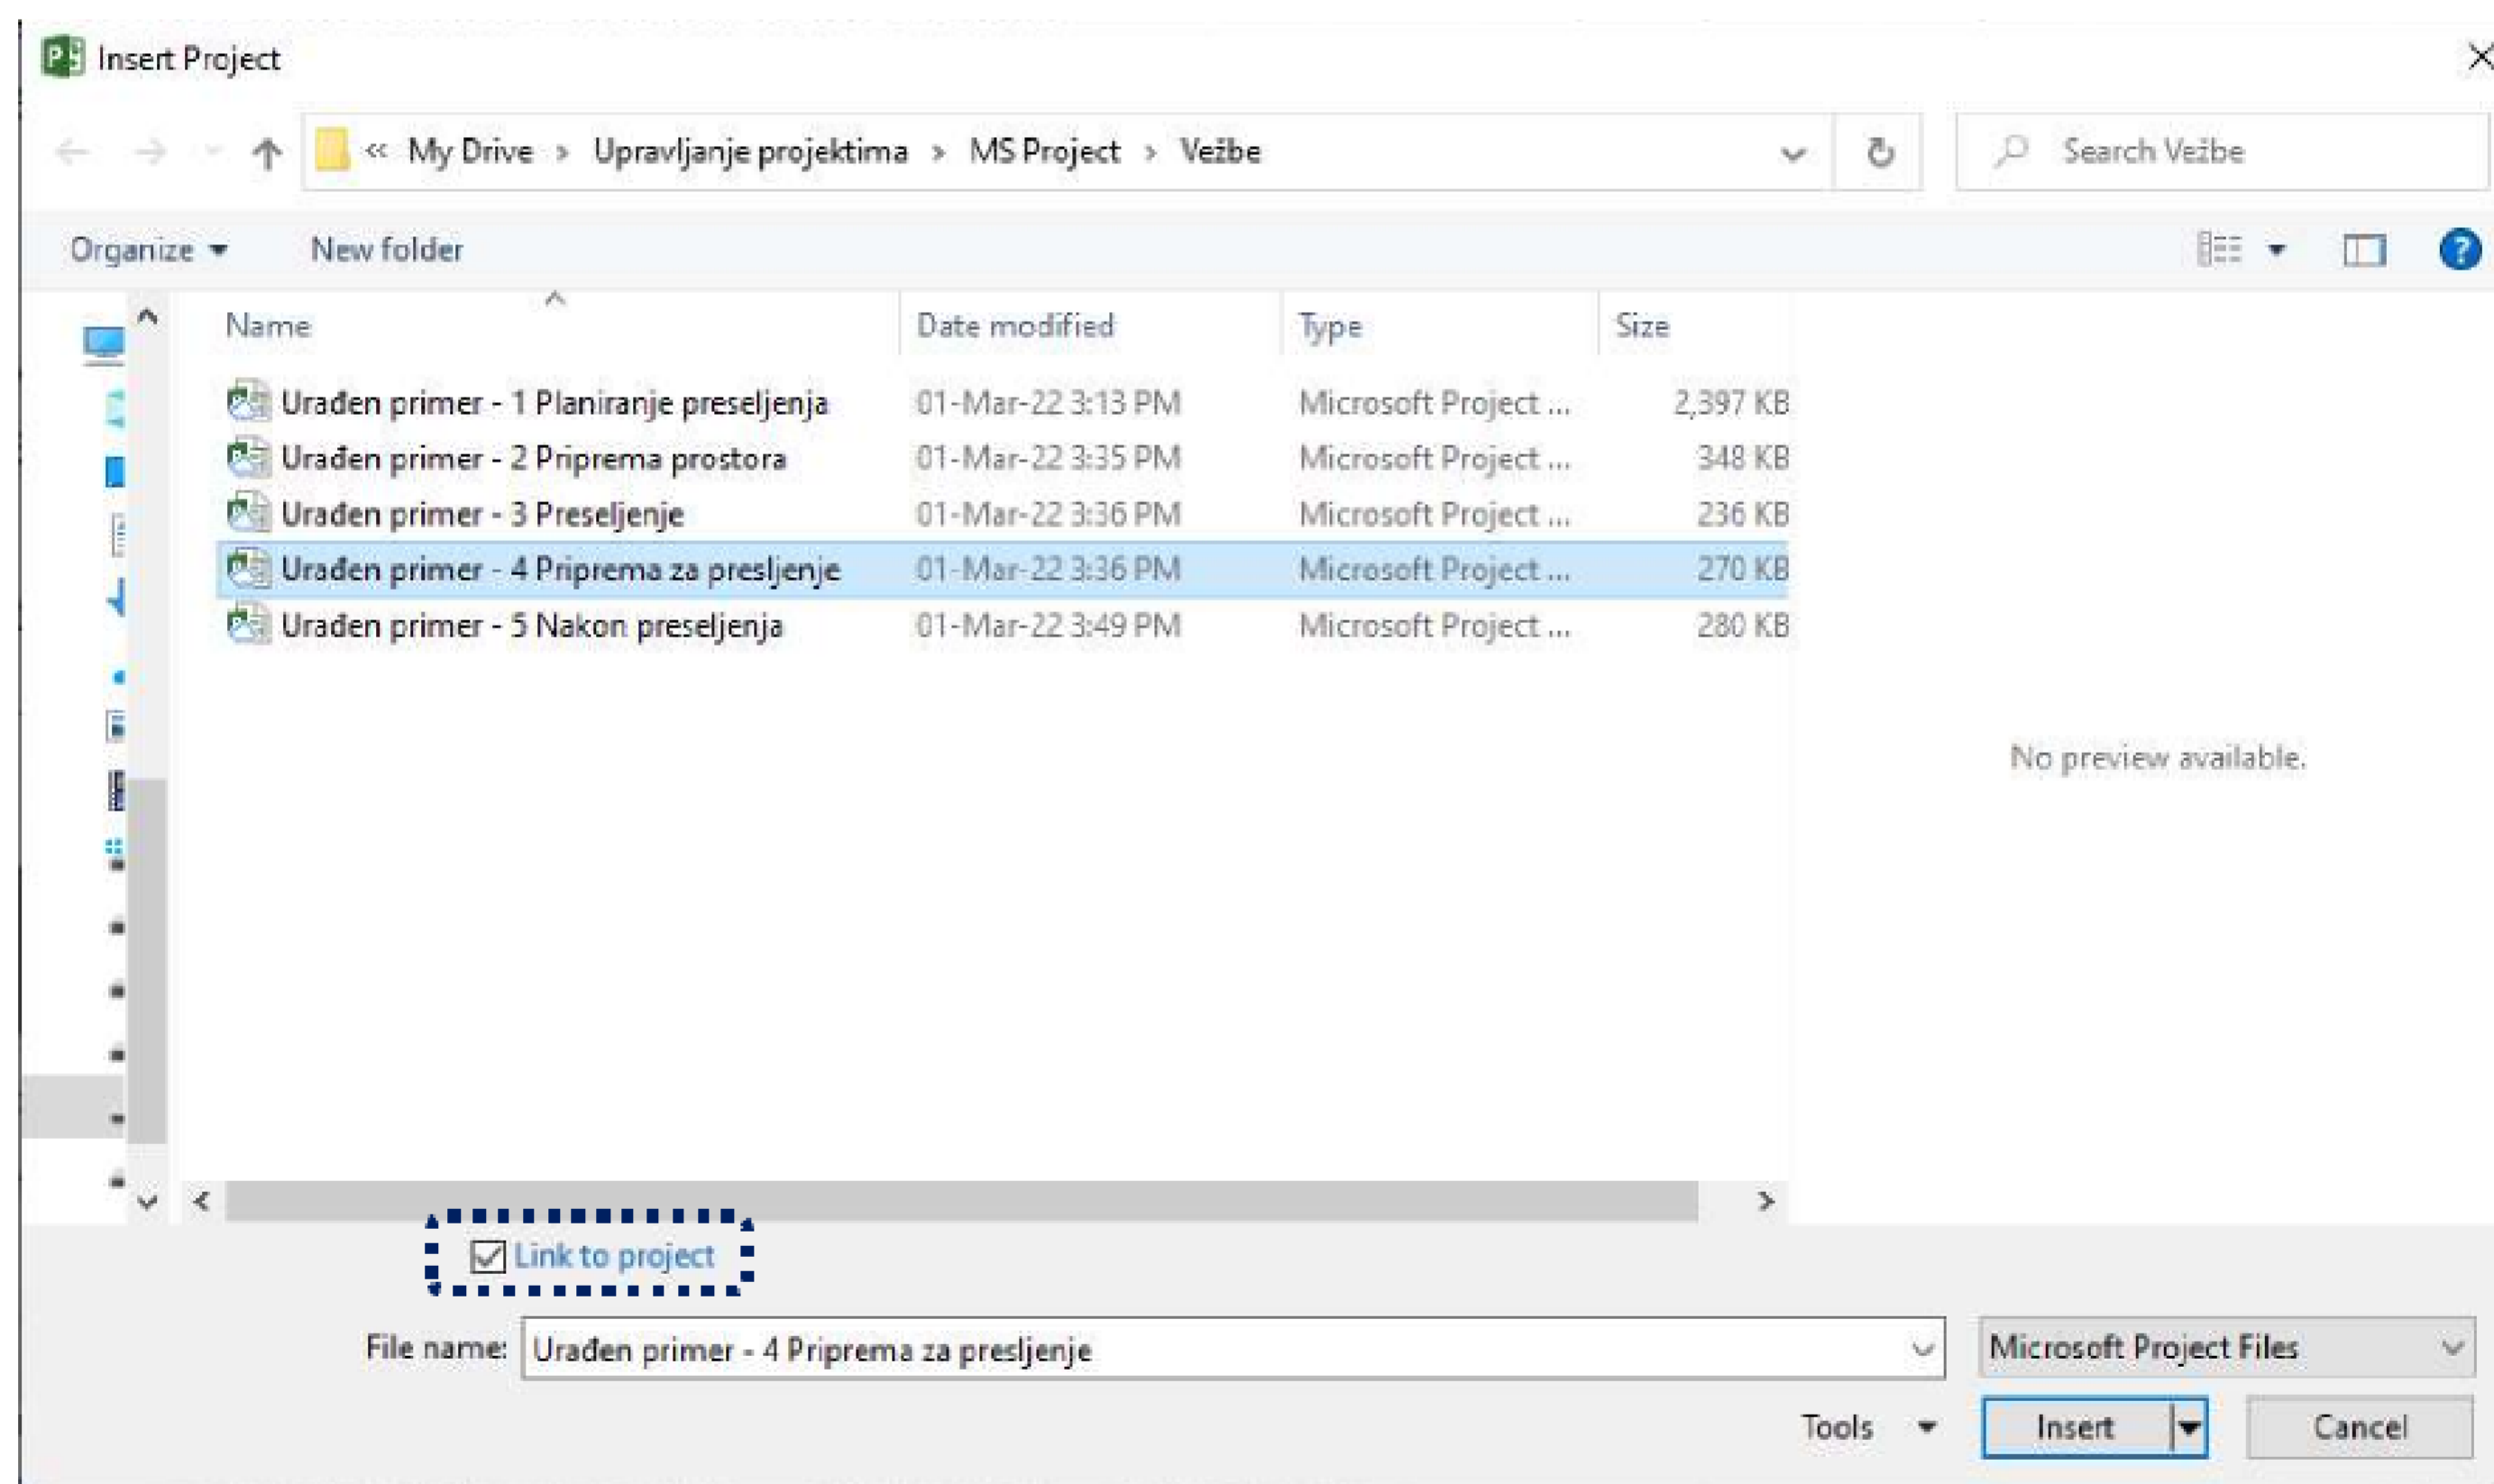 Insert Project
« My Drive › Upravljanje projektima › MS Project › Vežbe
Search Vežbe
Organize
New folder
Name Date modified Type Size
Urađen primer - 1 Planiranje preseljenja 01-Mar-22 3:13 PM Microsoft Project ... 2,397 KB
Urađen primer - 2 Priprema prostora 01-Mar-22 3:35 PM Microsoft Project ... 348 KB
Urađen primer - 3 Preseljenje 01-Mar-22 3:36 PM Microsoft Project ... 236 KB
Urađen primer - 4 Priprema za presljenje 01-Mar-22 3:36 PM Microsoft Project ... 270 KB
Urađen primer - 5 Nakon preseljenja 01-Mar-22 3:49 PM Microsoft Project ... 280 KB
No preview available.
Link to project
File name: Urađen primer - 4 Priprema za presljenje
Microsoft Project Files
Tools
Insert
Cancel